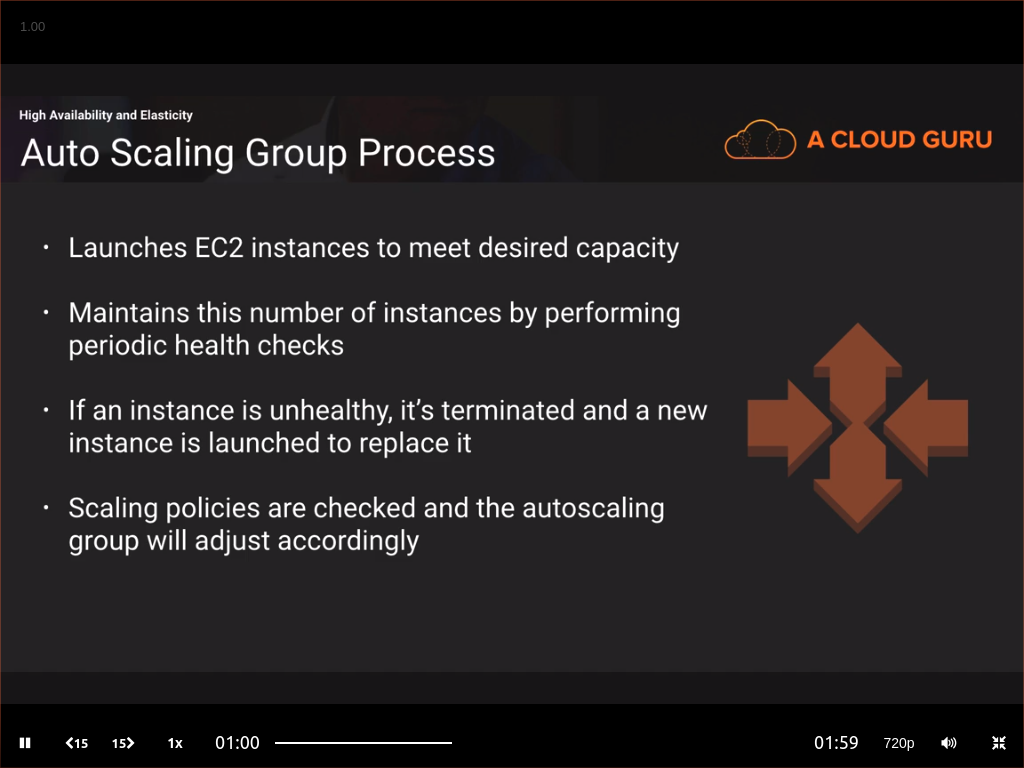 1.00
High Availability and Elasticity
Auto Scaling Group Process
A CLOUD GURU
· Launches EC2 instances to meet desired capacity
· Maintains this number of instances by performing
periodic health checks
· If an instance is unhealthy, it’s terminated and a new
instance is launched to replace it
· Scaling policies are checked and the autoscaling
group will adjust accordingly
15 15 1x 01:00 01:59 720p